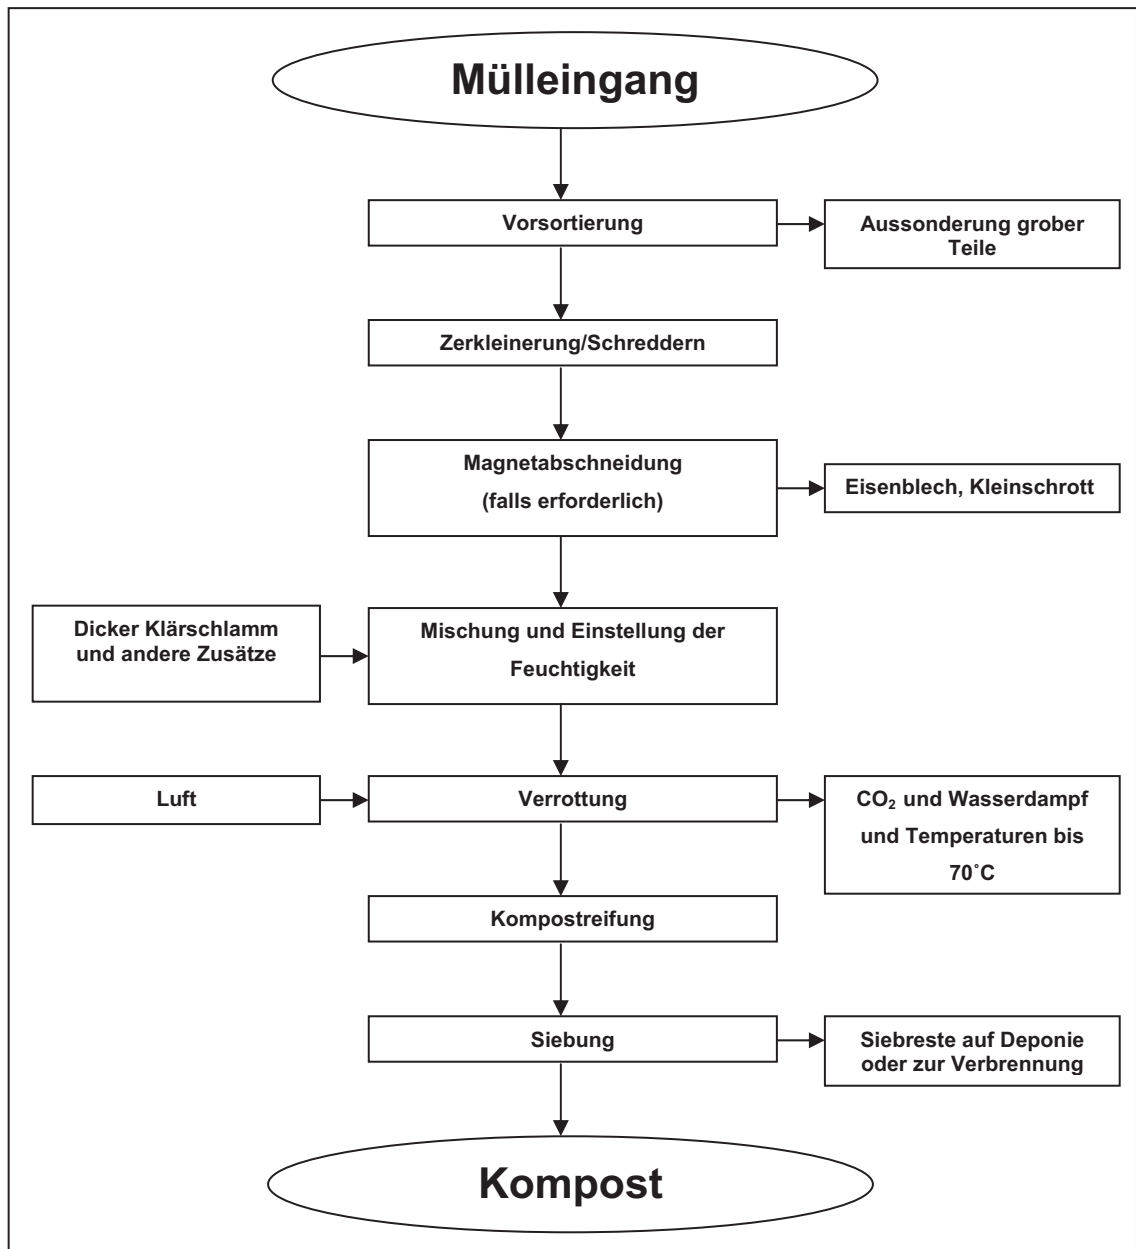 Mülleingang
Vorsortierung
Aussonderung grober
Teile
Zerkleinerung/Schreddern
Magnetabschneidung
(falls erforderlich)
Eisenblech, Kleinschrott
Dicker Klärschlamm
und andere Zusätze
Mischung und Einstellung der
Feuchtigkeit
Luft
Verrottung
CO₂ und Wasserdampf
und Temperaturen bis
70˚C
Kompostreifung
Siebung
Siebreste auf Deponie
oder zur Verbrennung
Kompost